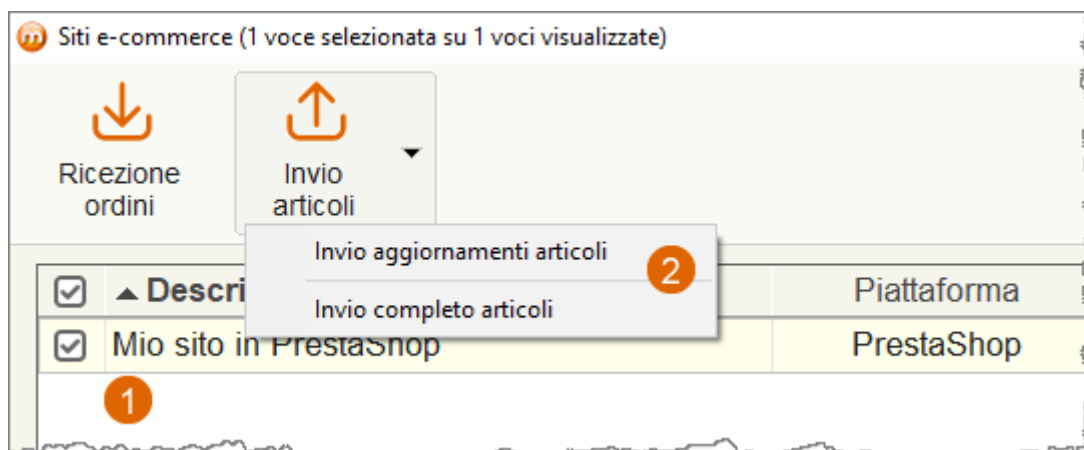 Siti e-commerce (1 voce selezionata su 1 voci visualizzate)
Ricezione
ordini
Invio
articoli
Invio aggiornamenti articoli
2
Invio completo articoli
Descri
Piattaforma
Mio sito in PrestaShop
PrestaShop
1